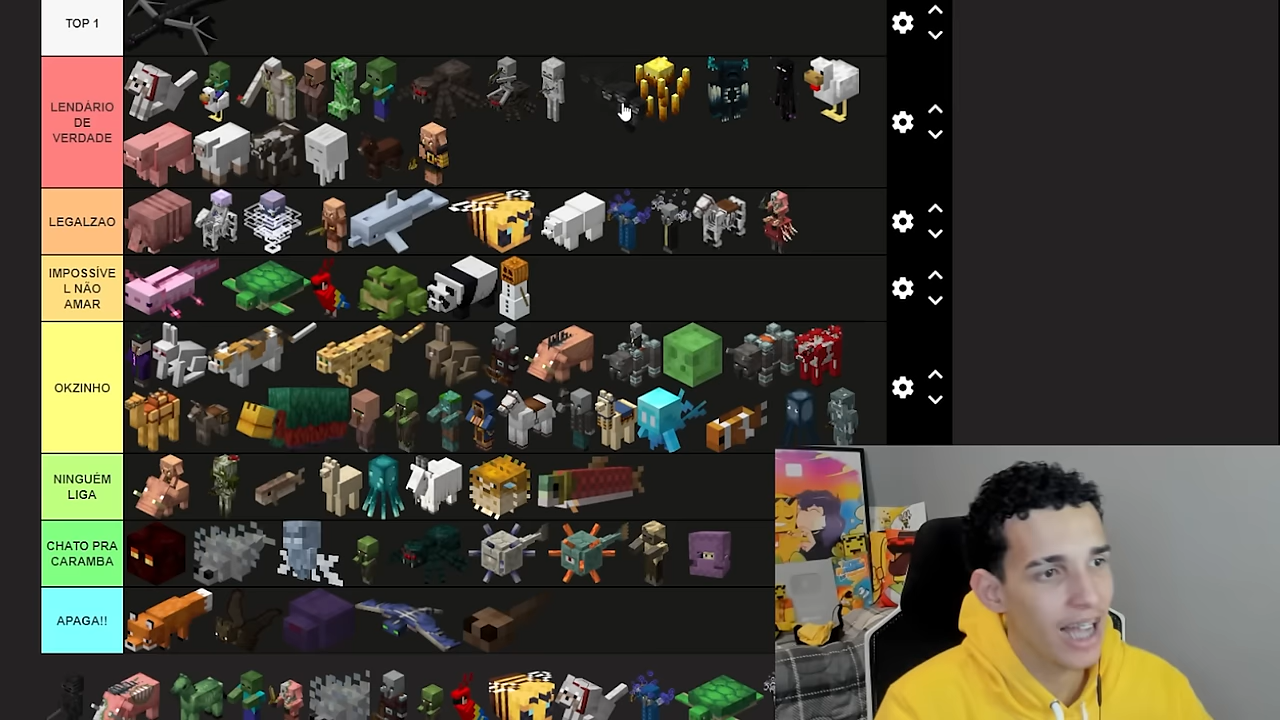 TOP 1
LENDÁRIO
DE
VERDADE
LEGALZAO
IMPOSSÍVE
L NÃO
AMAR
OKZINHO
NINGUÉM
LIGA
CHATO PRA
CARAMBA
APAGA!!